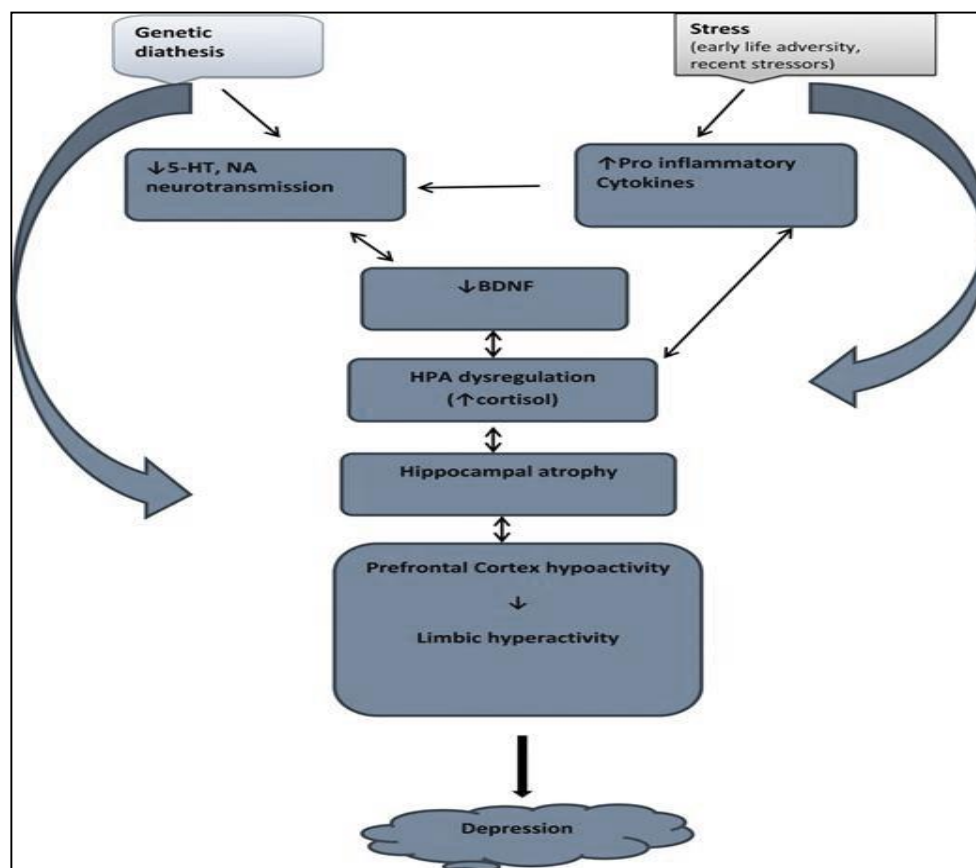 Genetic
diathesis
Stress
(early life adversity,
recent stressors)
↓5-HT, NA
neurotransmission
↑Pro inflammatory
Cytokines
↓BDNF
HPA dysregulation
(↑cortisol)
Hippocampal atrophy
Prefrontal Cortex hypoactivity
↓
Limbic hyperactivity
Depression